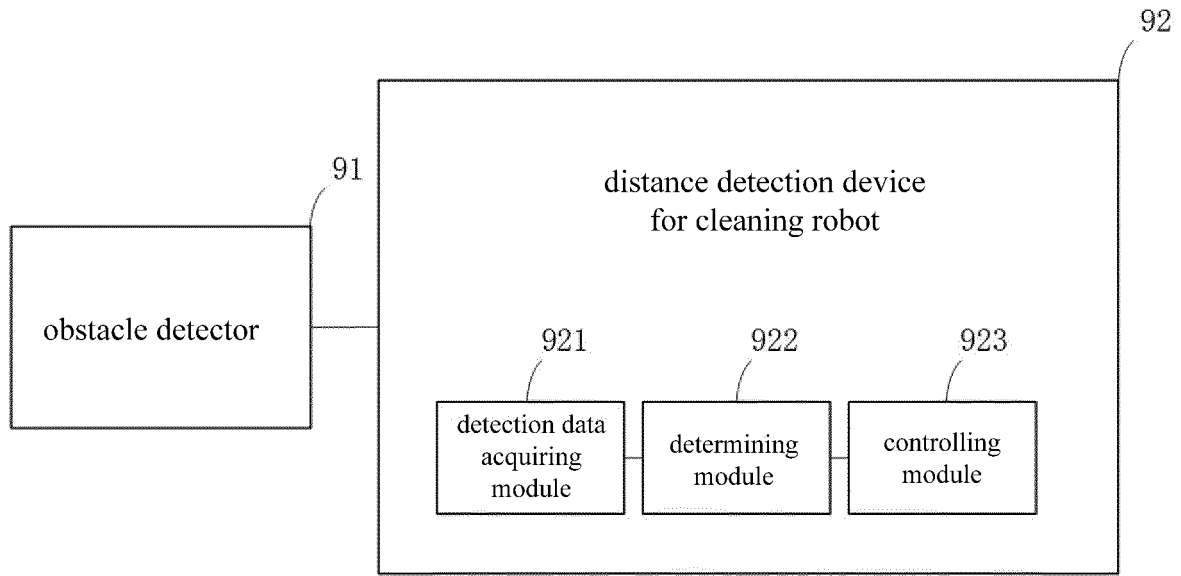 92
91
distance detection device
for cleaning robot
obstacle detector
921
922
923
detection data
acquiring
module
determining
module
controlling
module